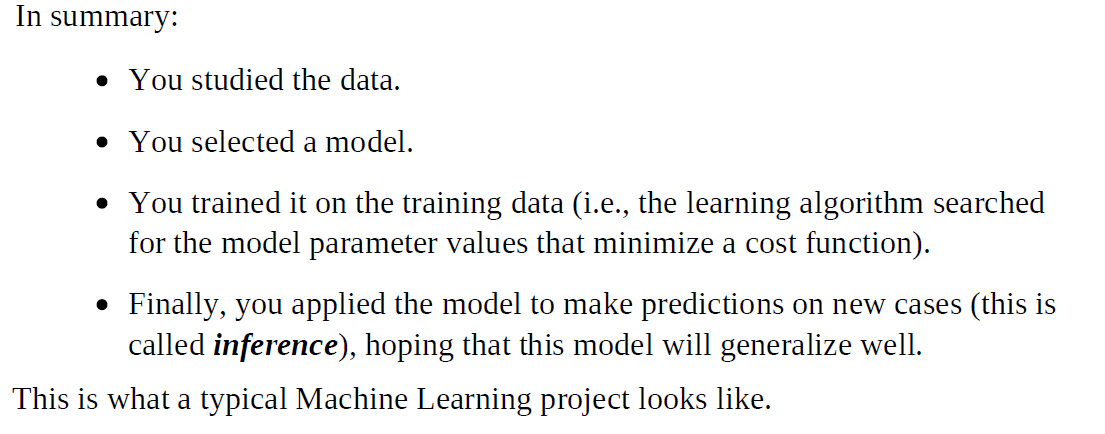 In summary:
• You studied the data.
• You selected a model.
• You trained it on the training data (i.e., the learning algorithm searched
for the model parameter values that minimize a cost function).
• Finally, you applied the model to make predictions on new cases (this is
called inference), hoping that this model will generalize well.
This is what a typical Machine Learning project looks like.